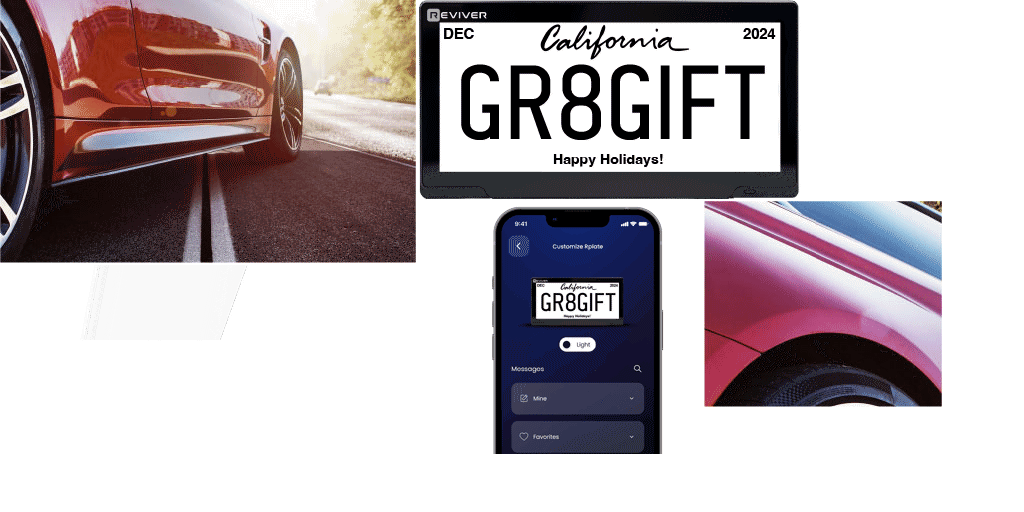 REVIVER
DEC California 2024
GR8GIFT
Happy Holidays!
9:41
Customize Rplate
REVIVER
DEC California 2024
GR8GIFT
Happy Holidays!
Light
Messages
Mine
Favorites